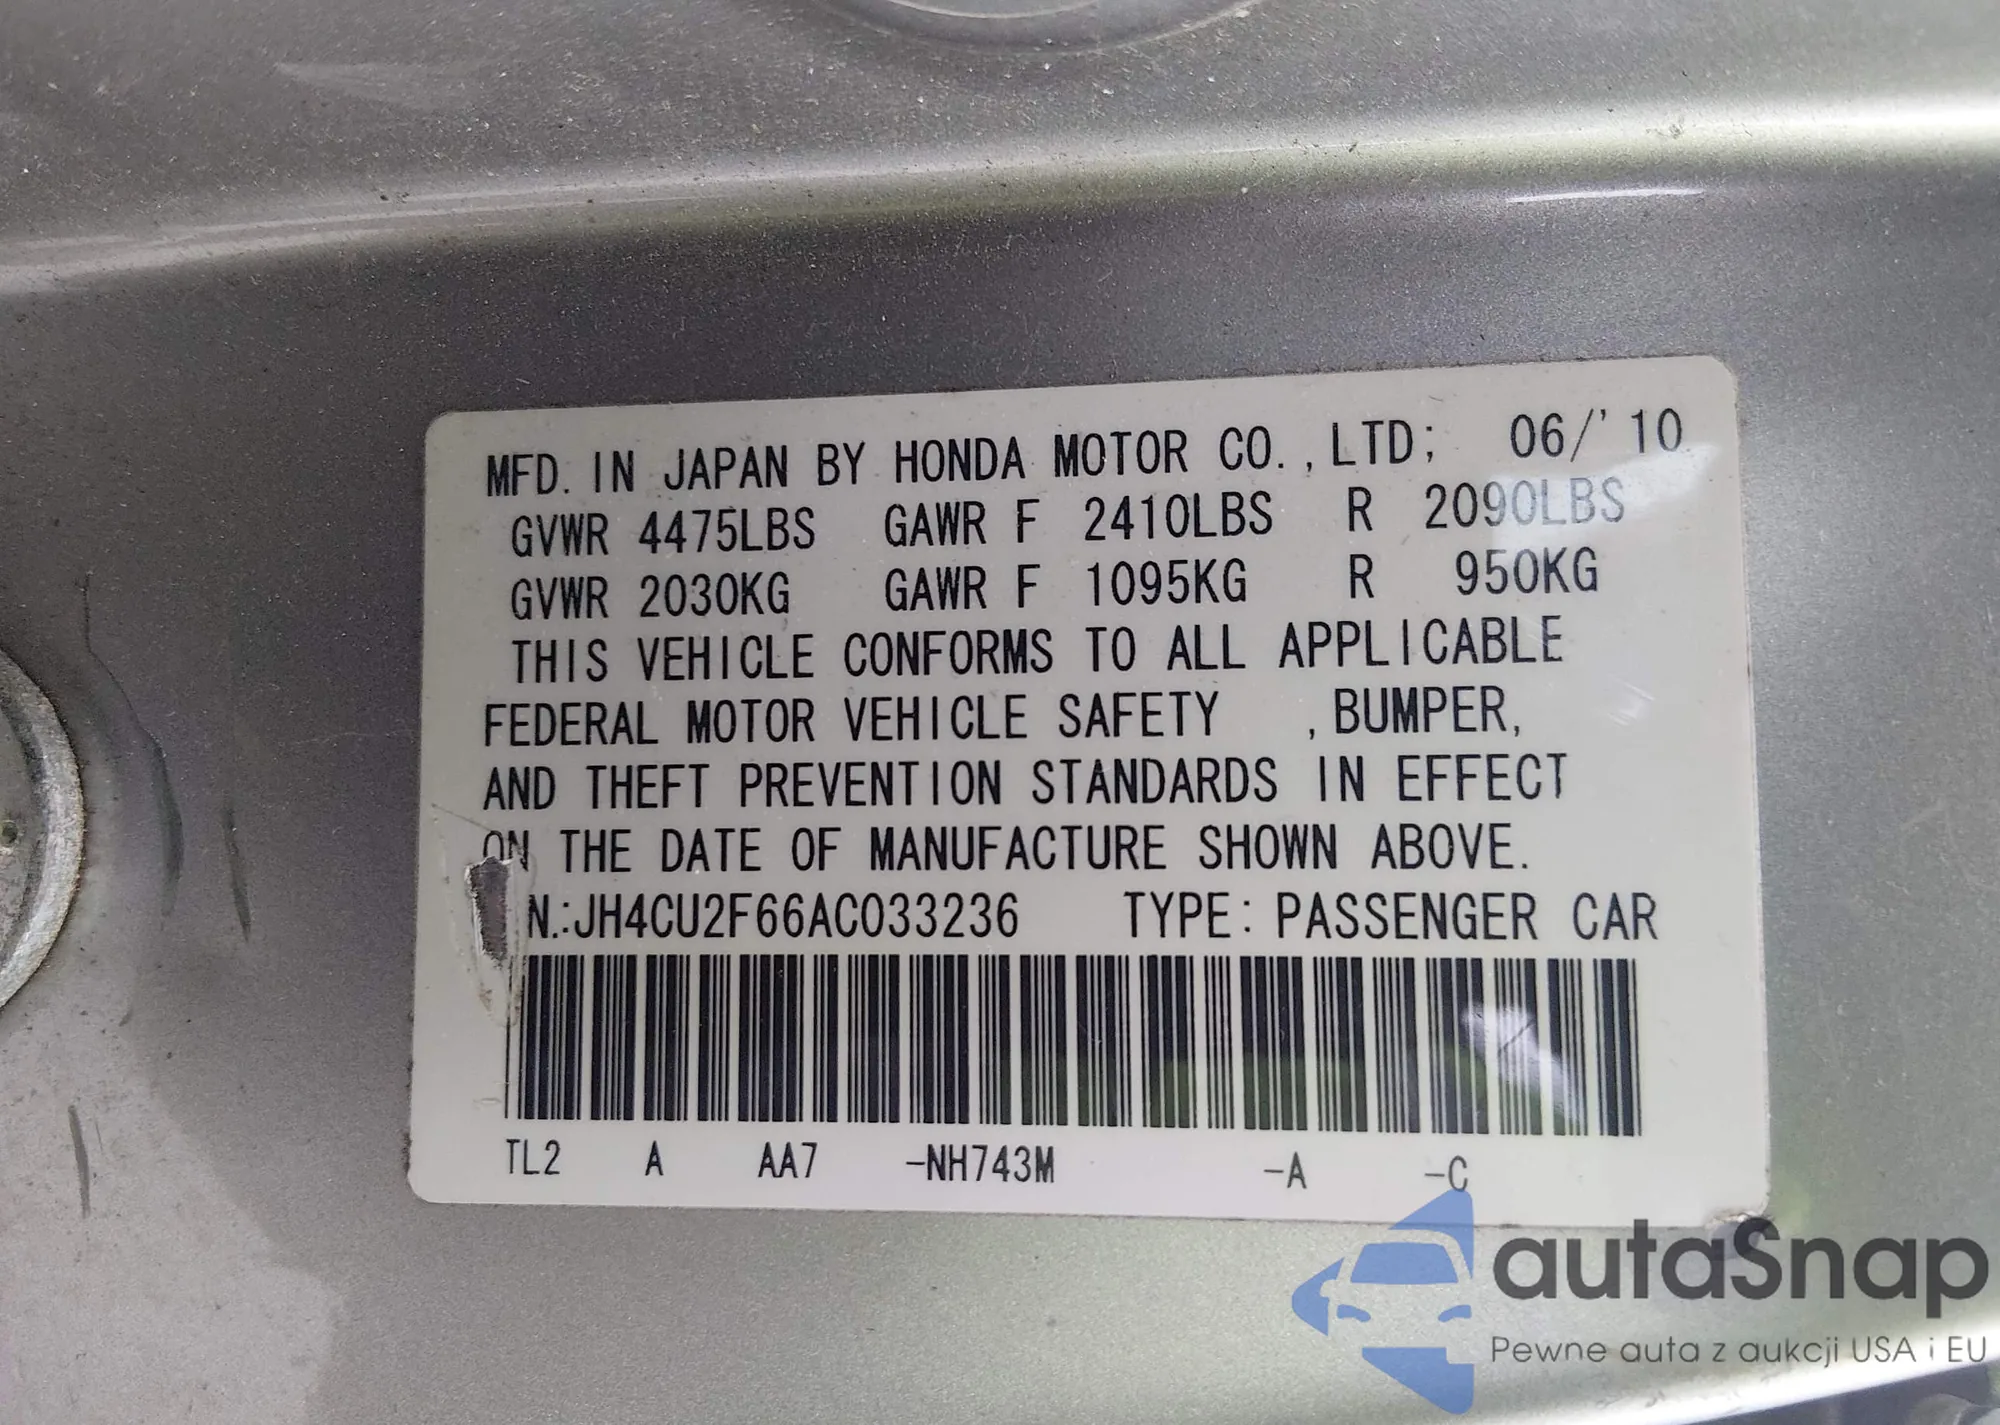 MFD. IN JAPAN BY HONDA MOTOR CO.,LTD; 06/'10
GVWR 4475LBS GAWR F 2410LBS R 2090LBS
GVWR 2030KG GAWR F 1095KG R 950KG
THIS VEHICLE CONFORMS TO ALL APPLICABLE
FEDERAL MOTOR VEHICLE SAFETY ,BUMPER,
AND THEFT PREVENTION STANDARDS IN EFFECT
ON THE DATE OF MANUFACTURE SHOWN ABOVE.
N.:JH4CU2F66AC033236 TYPE: PASSENGER CAR
TL2 A AA7 -NH743M -A -C
autaSnap
Pewne auta z aukcji USA i EU